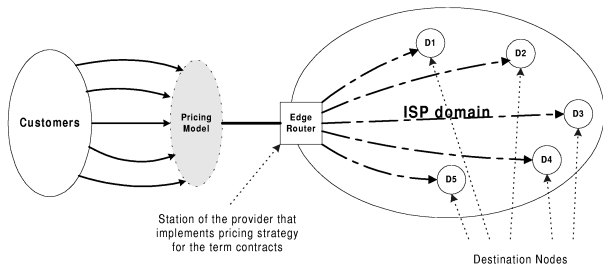 Customers
Pricing
Model
Edge
Router
ISP domain
D1
D2
D3
D4
D5
Station of the provider that
implements pricing strategy
for the term contracts
Destination Nodes